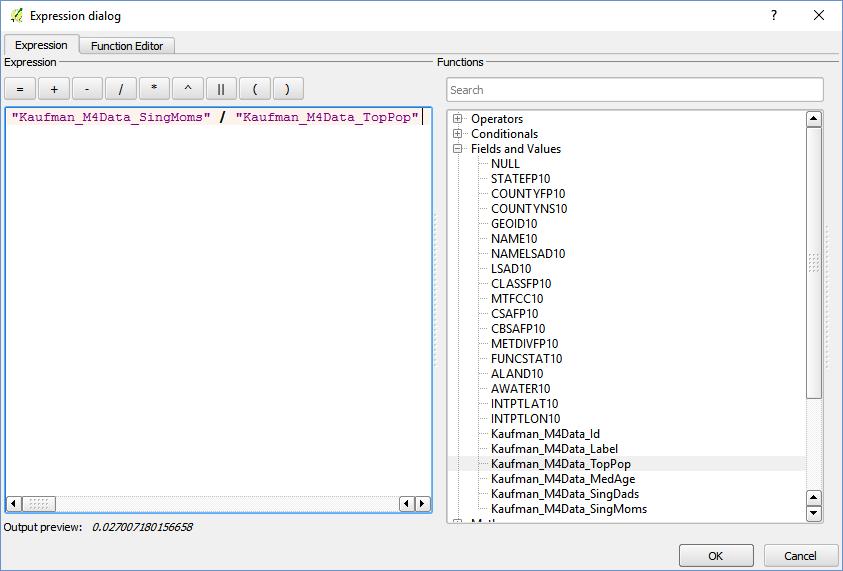 Expression dialog
? 
Expression
Function Editor
Expression
Functions
= + - / * ^ || ( )
Search
"Kaufman_M4Data_SingMoms" / "Kaufman_M4Data_TopPop"
Operators
Conditionals
Fields and Values
NULL
STATEFP10
COUNTYFP10
COUNTYNS10
GEOID10
NAME10
NAMELSAD10
LSAD10
CLASSFP10
MTFCC10
CSAFP10
CBSAFP10
METDIVFP10
FUNCSTAT10
ALAND10
AWATER10
INTPTLAT10
INTPTLON10
Kaufman_M4Data_Id
Kaufman_M4Data_Label
Kaufman_M4Data_TopPop
Kaufman_M4Data_MedAge
Kaufman_M4Data_SingDads
Kaufman_M4Data_SingMoms
Output preview: 0.027007180156658
OK
Cancel